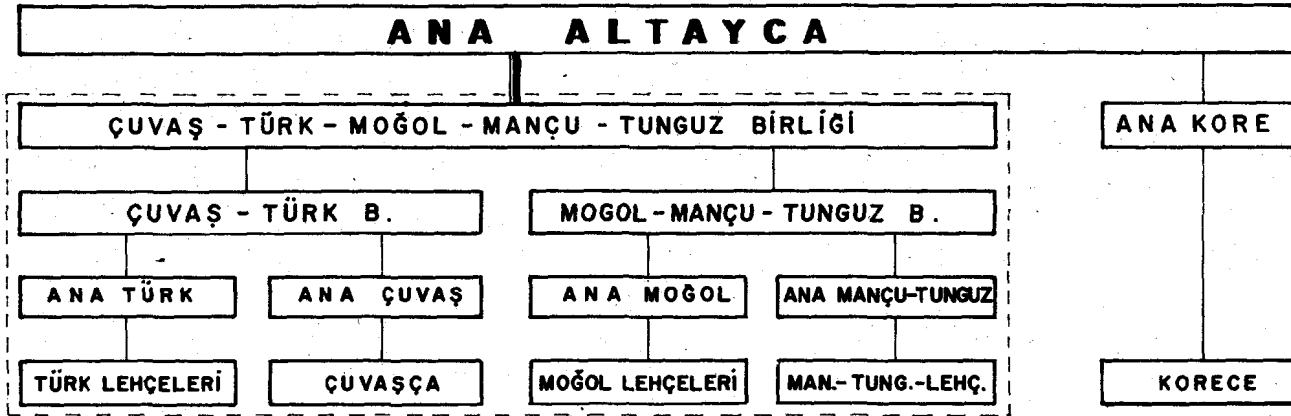 ANA ALTAYCA
ÇUVAŞ - TÜRK - MOĞOL - MANÇU - TUNGUZ BİRLİĞİ
ANA KORE
ÇUVAŞ - TÜRK B.
MOGOL - MANÇU - TUNGUZ B.
ANA TÜRK
ANA ÇUVAŞ
ANA MOĞOL
ANA MANÇU-TUNGUZ
TÜRK LEHÇELERİ
ÇUVAŞÇA
MOĞOL LEHÇELERİ
MAN.-TUNG.-LEHÇ.
KORECE